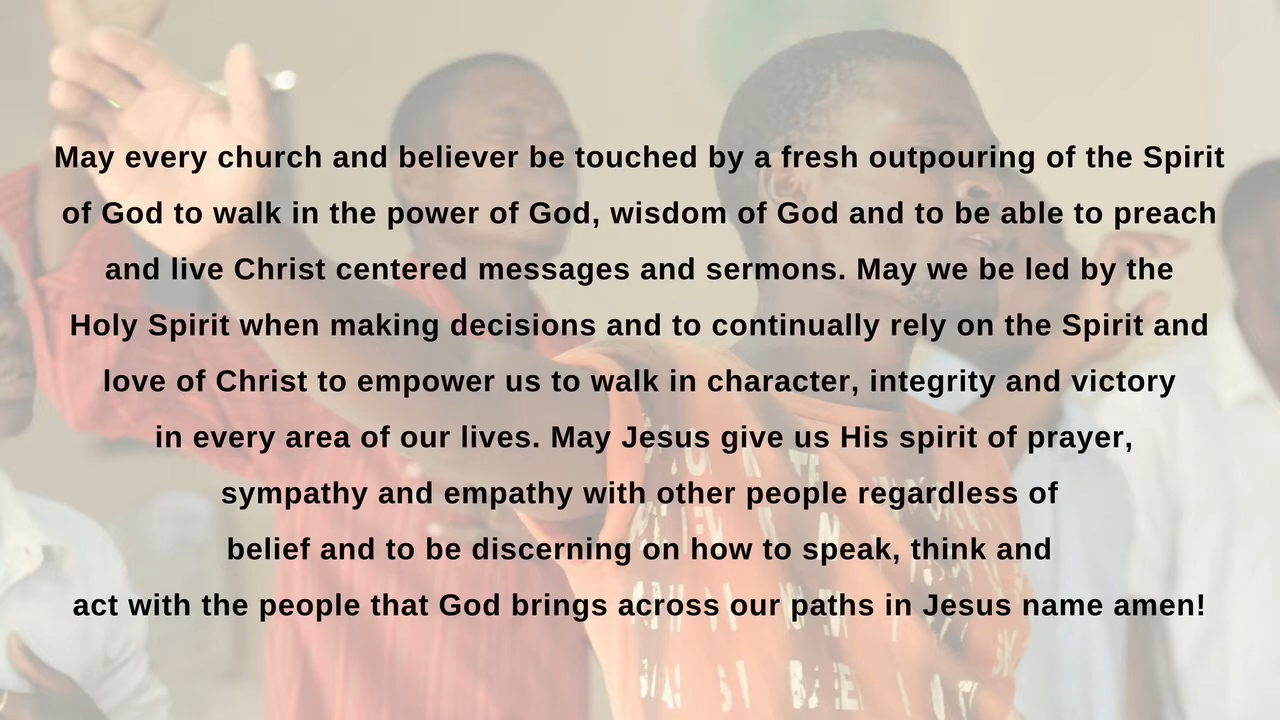 May every church and believer be touched by a fresh outpouring of the Spirit
of God to walk in the power of God, wisdom of God and to be able to preach
and live Christ centered messages and sermons. May we be led by the
Holy Spirit when making decisions and to continually rely on the Spirit and
love of Christ to empower us to walk in character, integrity and victory
in every area of our lives. May Jesus give us His spirit of prayer,
sympathy and empathy with other people regardless of
belief and to be discerning on how to speak, think and
act with the people that God brings across our paths in Jesus name amen!